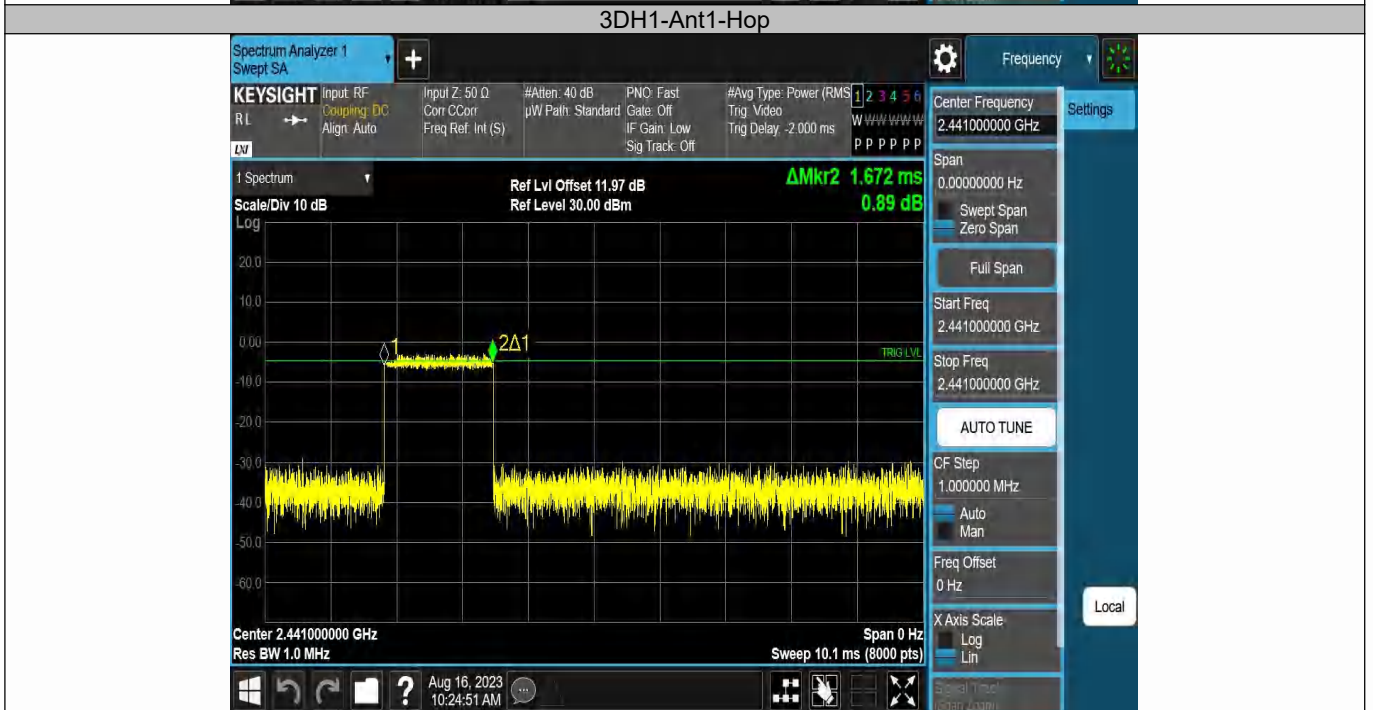 3DH1-Ant1-Hop
Spectrum Analyzer 1
Swept SA
+
Frequency
KEYSIGHT
RL
LXI
Input: RF
Coupling: DC
Align: Auto
Input Z: 50 Ω
Corr CCorr
Freq Ref: Int (S)
#Atten: 40 dB
µW Path: Standard
PNO: Fast
Gate: Off
IF Gain: Low
Sig Track: Off
#Avg Type: Power (RMS
Trig: Video
Trig Delay: -2.000 ms
1 2 3 4 5 6
W W W W W W
P P P P P P
1 Spectrum
Scale/Div 10 dB
Log
Ref Lvl Offset 11.97 dB
Ref Level 30.00 dBm
ΔMkr2 1.672 ms
0.89 dB
20.0
10.0
0.00
-10.0
-20.0
-30.0
-40.0
-50.0
-60.0
1
2Δ1
TRIG LVL
Center 2.441000000 GHz
Res BW 1.0 MHz
Span 0 Hz
Sweep 10.1 ms (8000 pts)
Center Frequency
2.441000000 GHz
Settings
Span
0.00000000 Hz
Swept Span
Zero Span
Full Span
Start Freq
2.441000000 GHz
Stop Freq
2.441000000 GHz
AUTO TUNE
CF Step
1.000000 MHz
Auto
Man
Freq Offset
0 Hz
X Axis Scale
Log
Lin
Local
?
Aug 16, 2023
10:24:51 AM